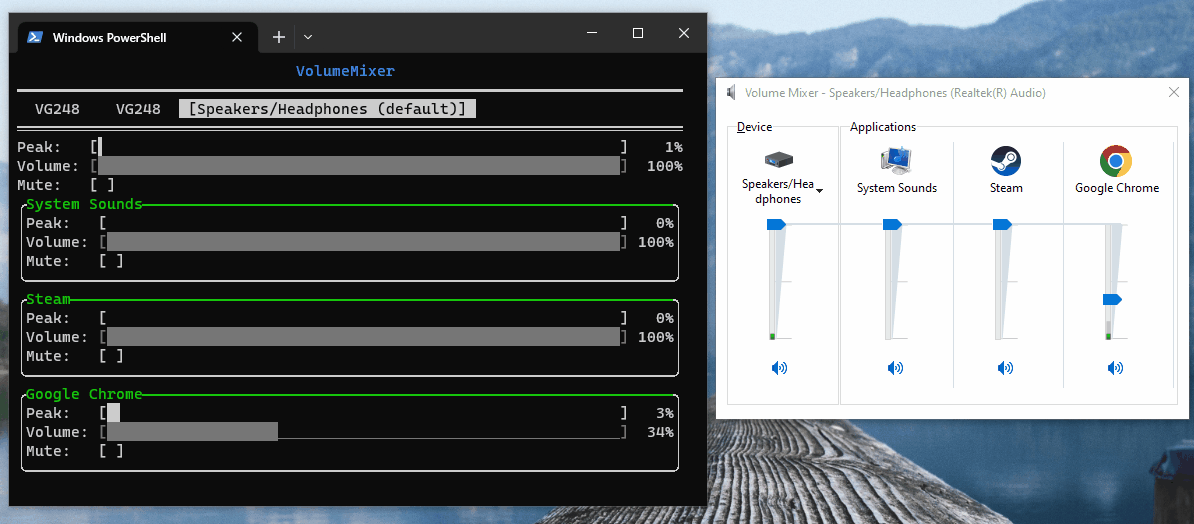 Windows PowerShell
VolumeMixer
VG248 VG248 [Speakers/Headphones (default)]
Peak: [ ] 1%
Volume: [ ] 100%
Mute: [ ]
System Sounds
Peak: [ ] 0%
Volume: [ ] 100%
Mute: [ ]
Steam
Peak: [ ] 0%
Volume: [ ] 100%
Mute: [ ]
Google Chrome
Peak: [ ] 3%
Volume: [ ] 34%
Mute: [ ]
Volume Mixer - Speakers/Headphones (Realtek(R) Audio)
Device
Applications
Speakers/Hea
dphones
System Sounds
Steam
Google Chrome